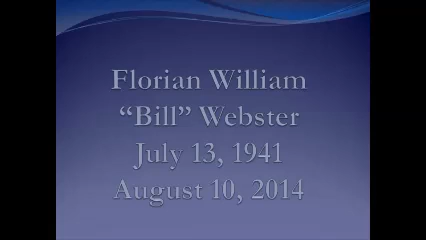 Florian William
“Bill” Webster
July 13, 1941
August 10, 2014